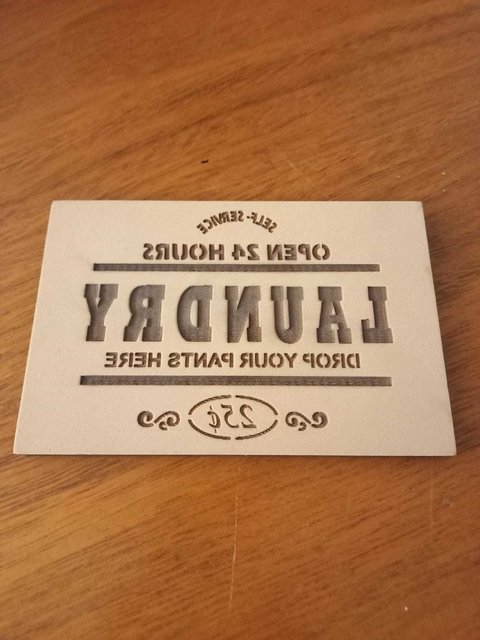 SELF-SERVICE
OPEN 24 HOURS
LAUNDRY
DROP YOUR PANTS HERE
25¢